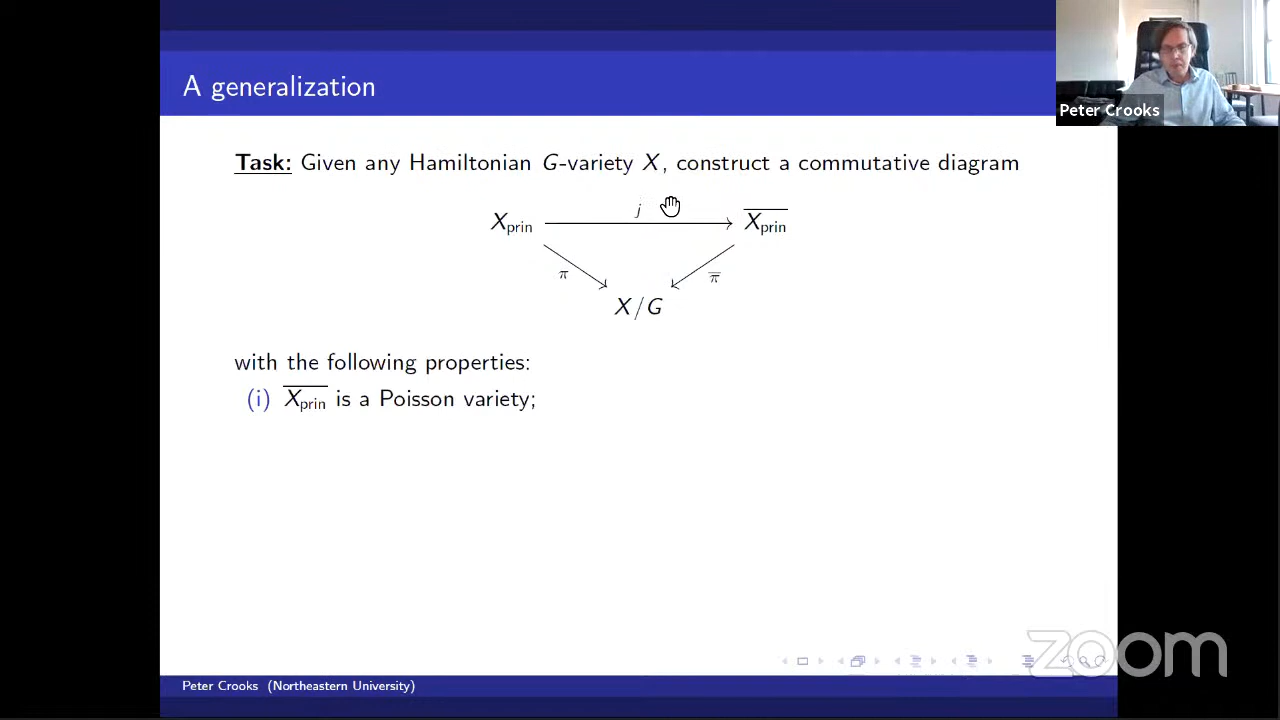 A generalization
Peter Crooks
Task: Given any Hamiltonian G-variety X, construct a commutative diagram
X_prin j \overline{X_prin}
π \overline{π}
X/G
with the following properties:
(i) \overline{X_prin} is a Poisson variety;
zoom
Peter Crooks (Northeastern University)